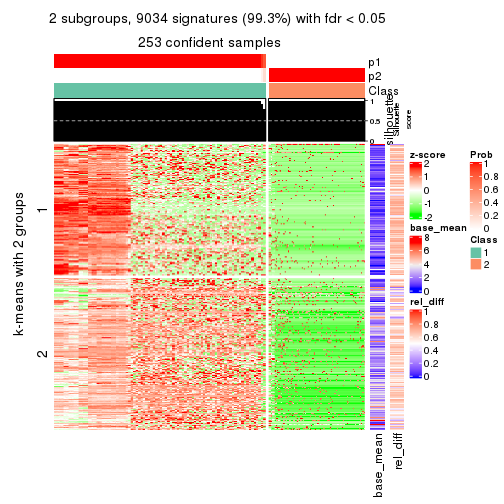 2 subgroups, 9034 signatures (99.3%) with fdr < 0.05
253 confident samples
p1
p2
Class
silhouette
Silhouette
score
1
0.5
0
k-means with 2 groups
1
2
base_mean
rel_diff
z-score
2
1
0
-1
-2
base_mean
8
6
4
2
0
rel_diff
1
0.8
0.6
0.4
0.2
0
Prob
1
0.8
0.6
0.4
0.2
0
Class
1
2